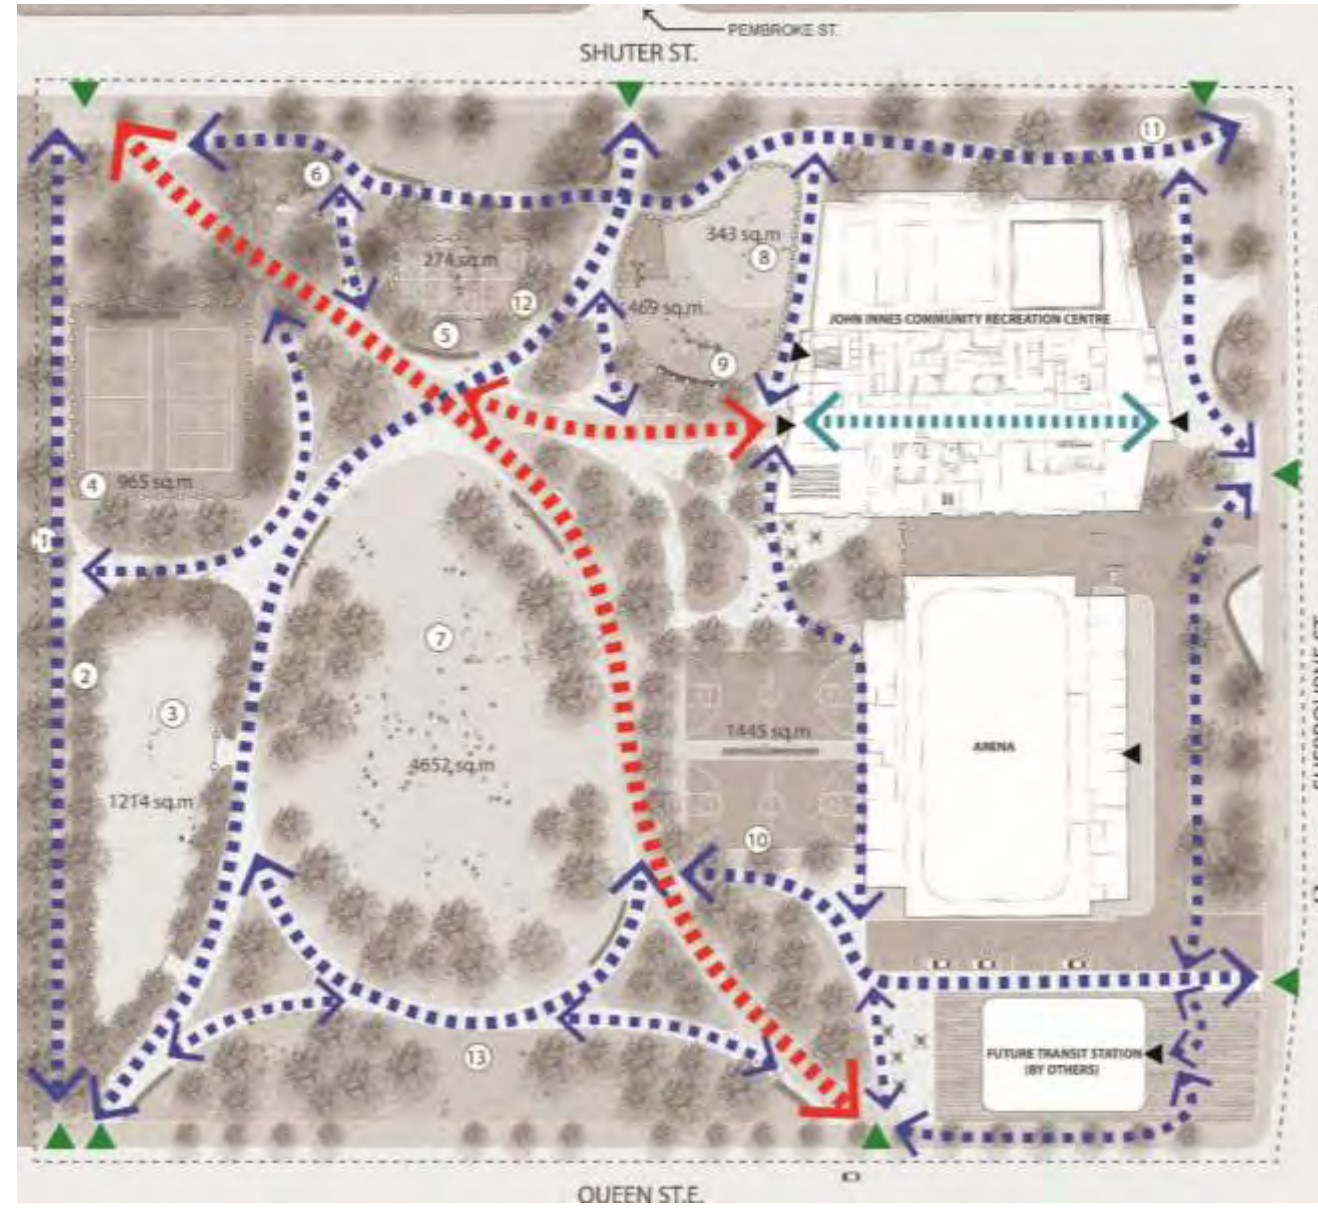 PEMBROKE ST.
SHUTER ST.
11
6
343 sq.m
8
274 sq.m
12
469 sq.m
JOHN INNES COMMUNITY RECREATION CENTRE
5
9
4
965 sq.m
1
7
2
3
1445 sq.m
ARENA
4652 sq.m
1214 sq.m
10
13
FUTURE TRANSIT STATION
(BY OTHERS)
QUEEN ST.E.